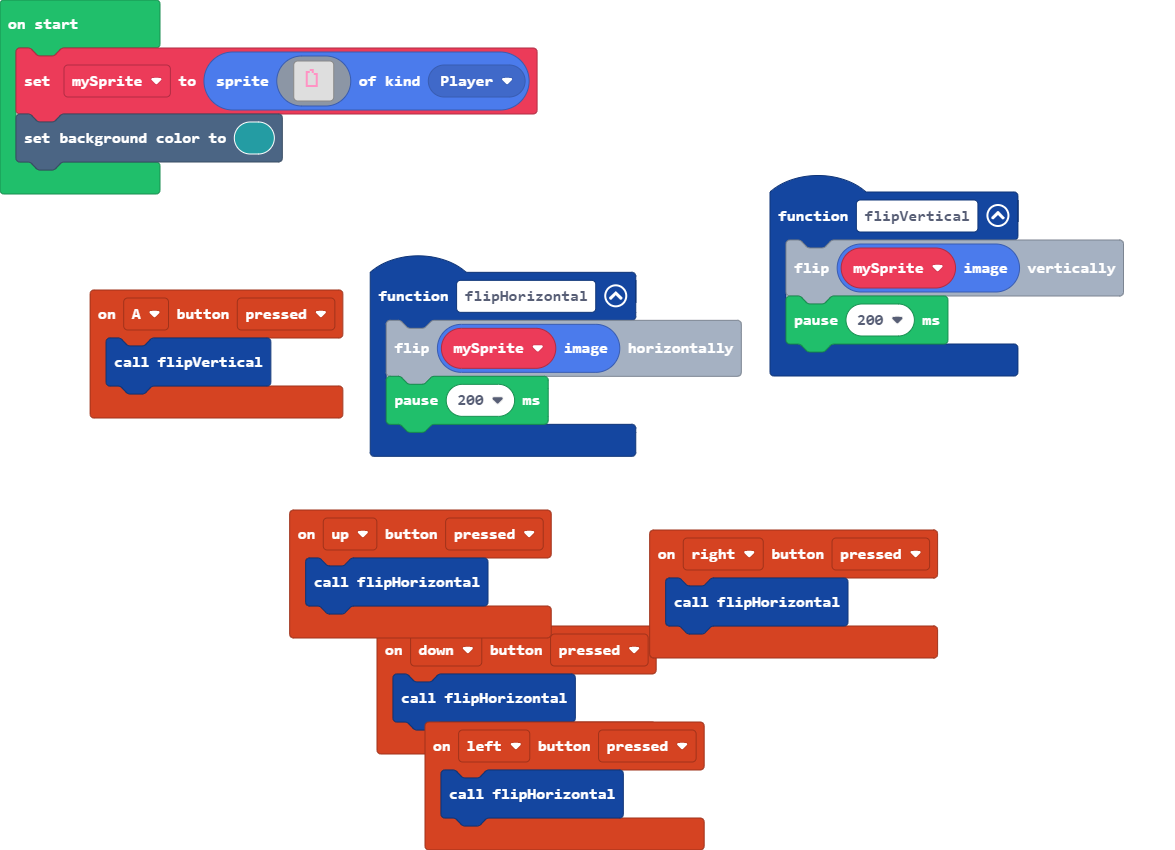 on start
set mySprite to sprite of kind Player
set background color to
function flipVertical
flip mySprite image vertically
pause 200 ms
function flipHorizontal
flip mySprite image horizontally
pause 200 ms
on A button pressed
call flipVertical
on up button pressed
call flipHorizontal
on right button pressed
call flipHorizontal
on down button pressed
call flipHorizontal
on left button pressed
call flipHorizontal